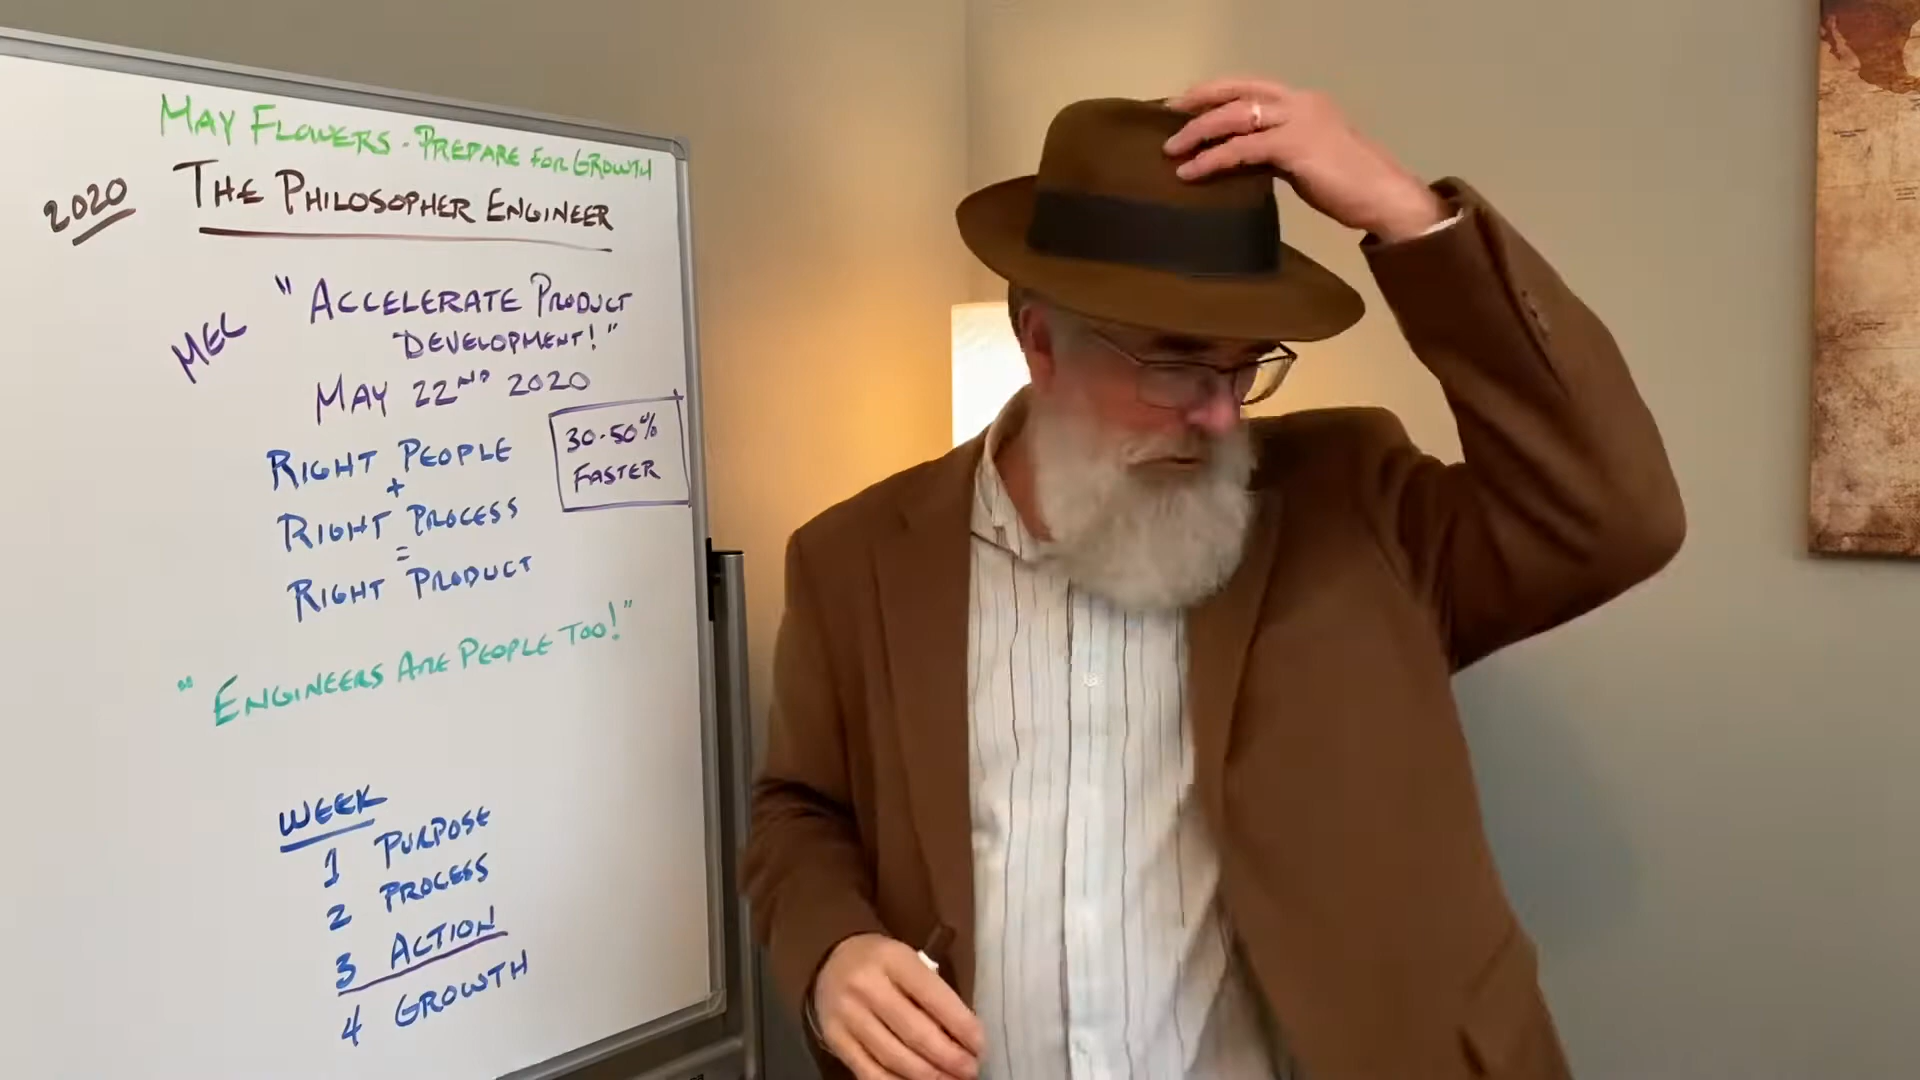 MAY FLOWERS - PREPARE FOR GROWTH
2020 THE PHILOSOPHER ENGINEER
MEC "ACCELERATE PRODUCT
DEVELOPMENT!"
MAY 22ND 2020
30-50%
FASTER
RIGHT PEOPLE
+
RIGHT PROCESS
=
RIGHT PRODUCT
"ENGINEERS ARE PEOPLE TOO!"
WEEK
1 PURPOSE
2 PROCESS
3 ACTION
4 GROWTH